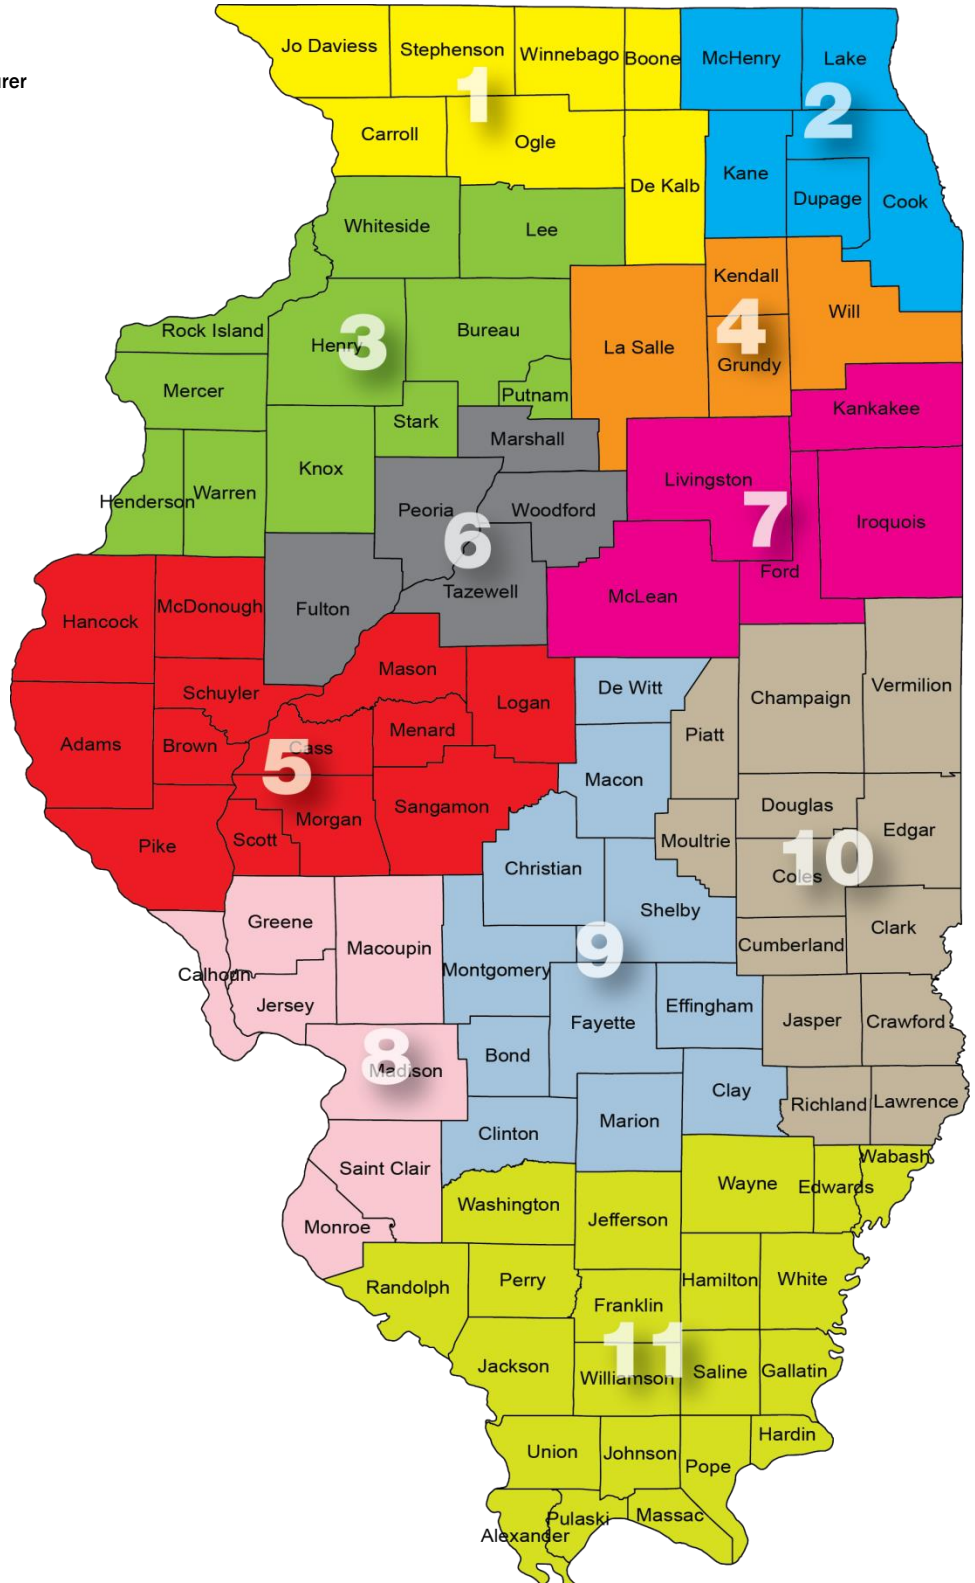 urer
Jo Daviess
Stephenson
Winnebago
Boone
McHenry
Lake
1
2
Carroll
Ogle
De Kalb
Kane
Dupage
Cook
Whiteside
Lee
Kendall
Will
Rock Island
Henry
3
Bureau
La Salle
4
Grundy
Mercer
Putnam
Kankakee
Stark
Marshall
Knox
Henderson
Warren
Peoria
Woodford
Livingston
7
Iroquois
6
Ford
Tazewell
McLean
Hancock
McDonough
Fulton
Mason
Logan
De Witt
Champaign
Vermilion
Schuyler
Adams
Brown
Cass
Menard
Piatt
5
Macon
Sangamon
Douglas
Pike
Scott
Morgan
Moultrie
Edgar
10
Coles
Christian
Shelby
Greene
Macoupin
Clark
Cumberland
9
Calhoun
Jersey
Montgomery
Fayette
Effingham
Jasper
Crawford
8
Madison
Bond
Clay
Richland
Lawrence
Clinton
Marion
Saint Clair
Wabash
Wayne
Edwards
Washington
Jefferson
Monroe
Randolph
Perry
Hamilton
White
Franklin
11
Jackson
Williamson
Saline
Gallatin
Hardin
Union
Johnson
Pope
Pulaski
Massac
Alexander